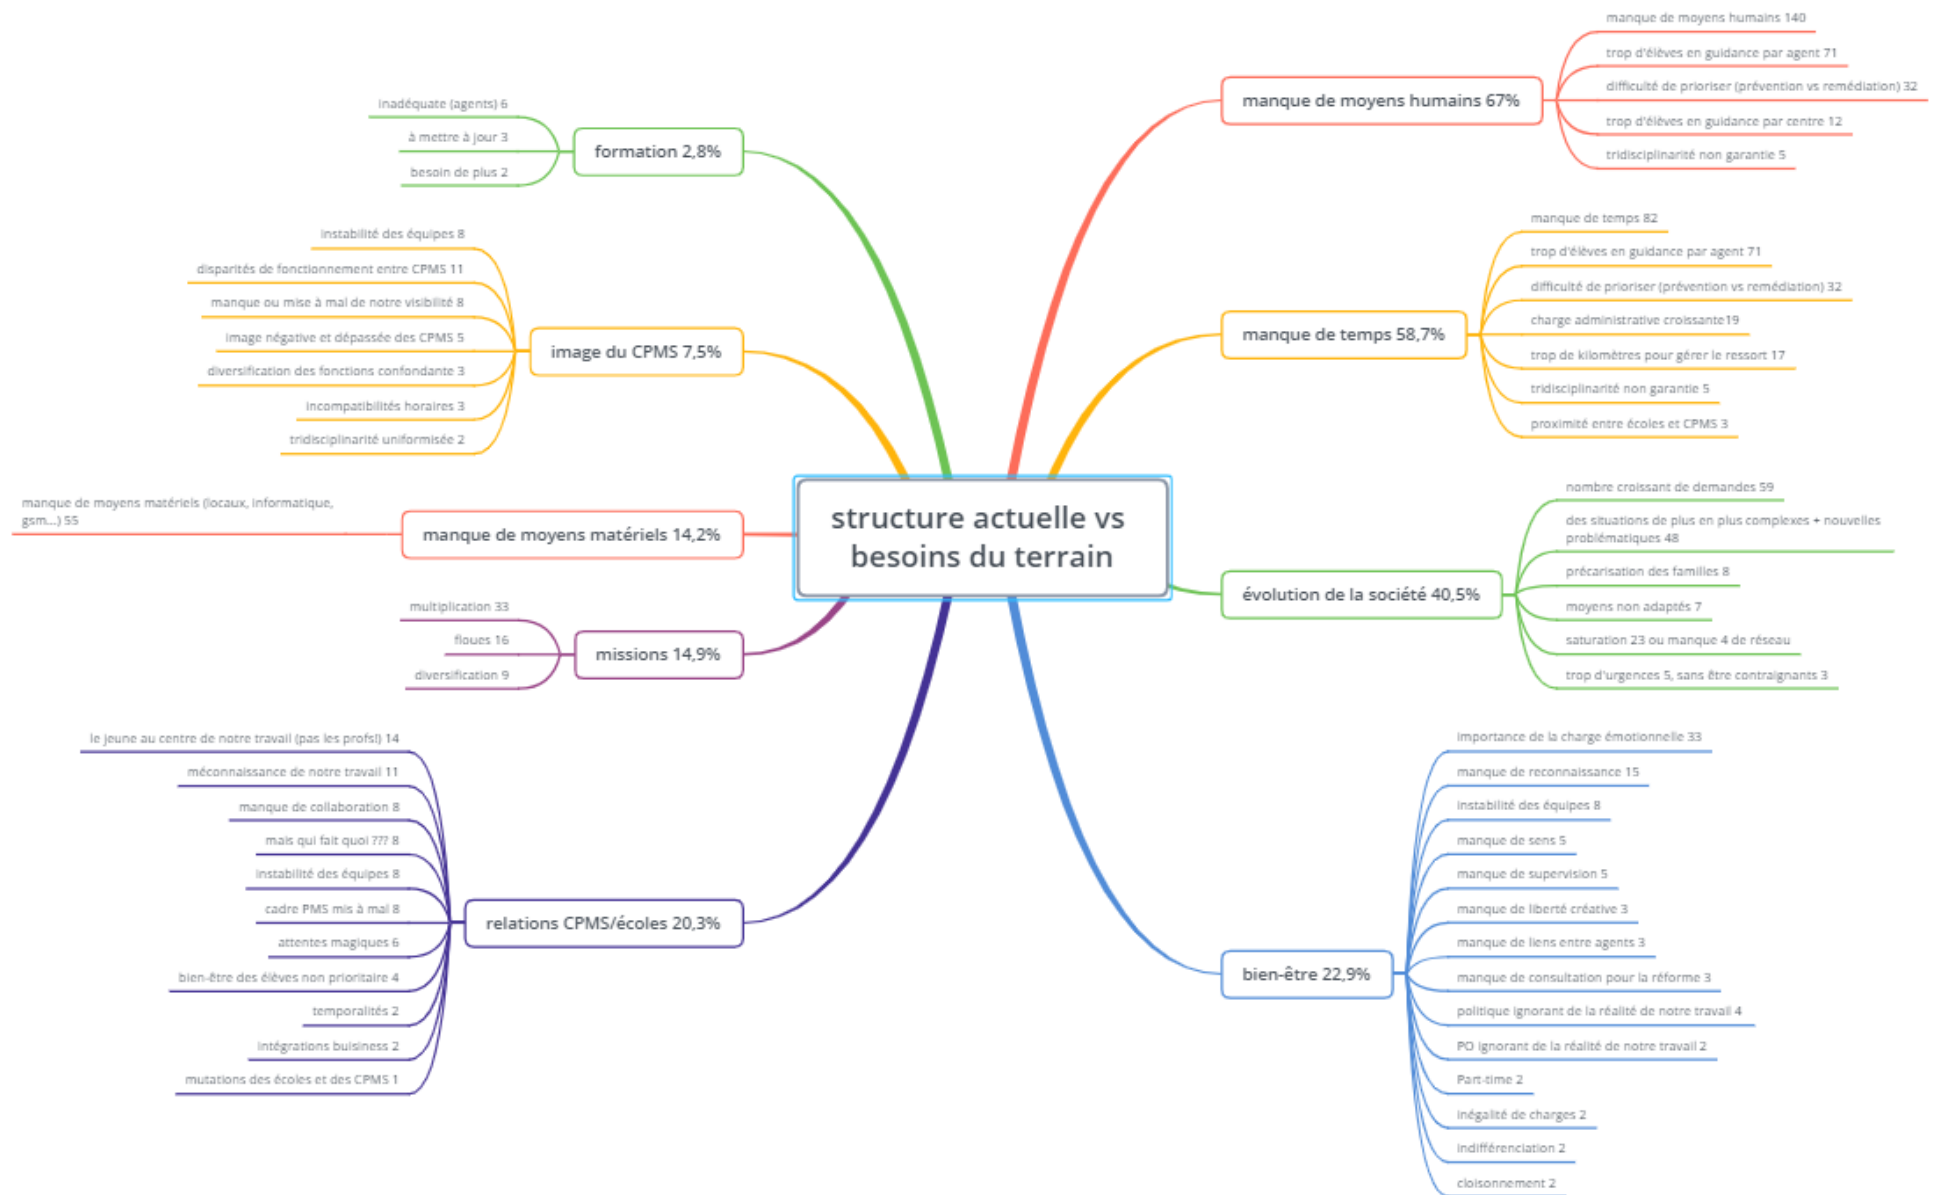 structure actuelle vs
besoins du terrain
manque de moyens humains 67%
manque de moyens humains 140
trop d'élèves en guidance par agent 71
difficulté de prioriser (prévention vs remédiation) 32
trop d'élèves en guidance par centre 12
tridisciplinarité non garantie 5
manque de temps 58,7%
manque de temps 82
trop d'élèves en guidance par agent 71
difficulté de prioriser (prévention vs remédiation) 32
charge administrative croissante19
trop de kilomètres pour gérer le ressort 17
tridisciplinarité non garantie 5
proximité entre écoles et CPMS 3
évolution de la société 40,5%
nombre croissant de demandes 59
des situations de plus en plus complexes + nouvelles
problématiques 48
précarisation des familles 8
moyens non adaptés 7
saturation 23 ou manque 4 de réseau
trop d'urgences 5, sans être contraignants 3
bien-être 22,9%
importance de la charge émotionnelle 33
manque de reconnaissance 15
instabilité des équipes 8
manque de sens 5
manque de supervision 5
manque de liberté créative 3
manque de liens entre agents 3
manque de consultation pour la réforme 3
politique ignorant de la réalité de notre travail 4
PO ignorant de la réalité de notre travail 2
Part-time 2
inégalité de charges 2
indifférenciation 2
cloisonnement 2
formation 2,8%
inadéquate (agents) 6
à mettre à jour 3
besoin de plus 2
image du CPMS 7,5%
instabilité des équipes 8
disparités de fonctionnement entre CPMS 11
manque ou mise à mal de notre visibilité 8
image négative et dépassée des CPMS 5
diversification des fonctions confondante 3
incompatibilités horaires 3
tridisciplinarité uniformisée 2
manque de moyens matériels 14,2%
manque de moyens matériels (locaux, informatique,
gsm...) 55
missions 14,9%
multiplication 33
floues 16
diversification 9
relations CPMS/écoles 20,3%
le jeune au centre de notre travail (pas les profs!) 14
méconnaissance de notre travail 11
manque de collaboration 8
mais qui fait quoi ??? 8
instabilité des équipes 8
cadre PMS mis à mal 8
attentes magiques 6
bien-être des élèves non prioritaire 4
temporalités 2
intégrations buisiness 2
mutations des écoles et des CPMS 1